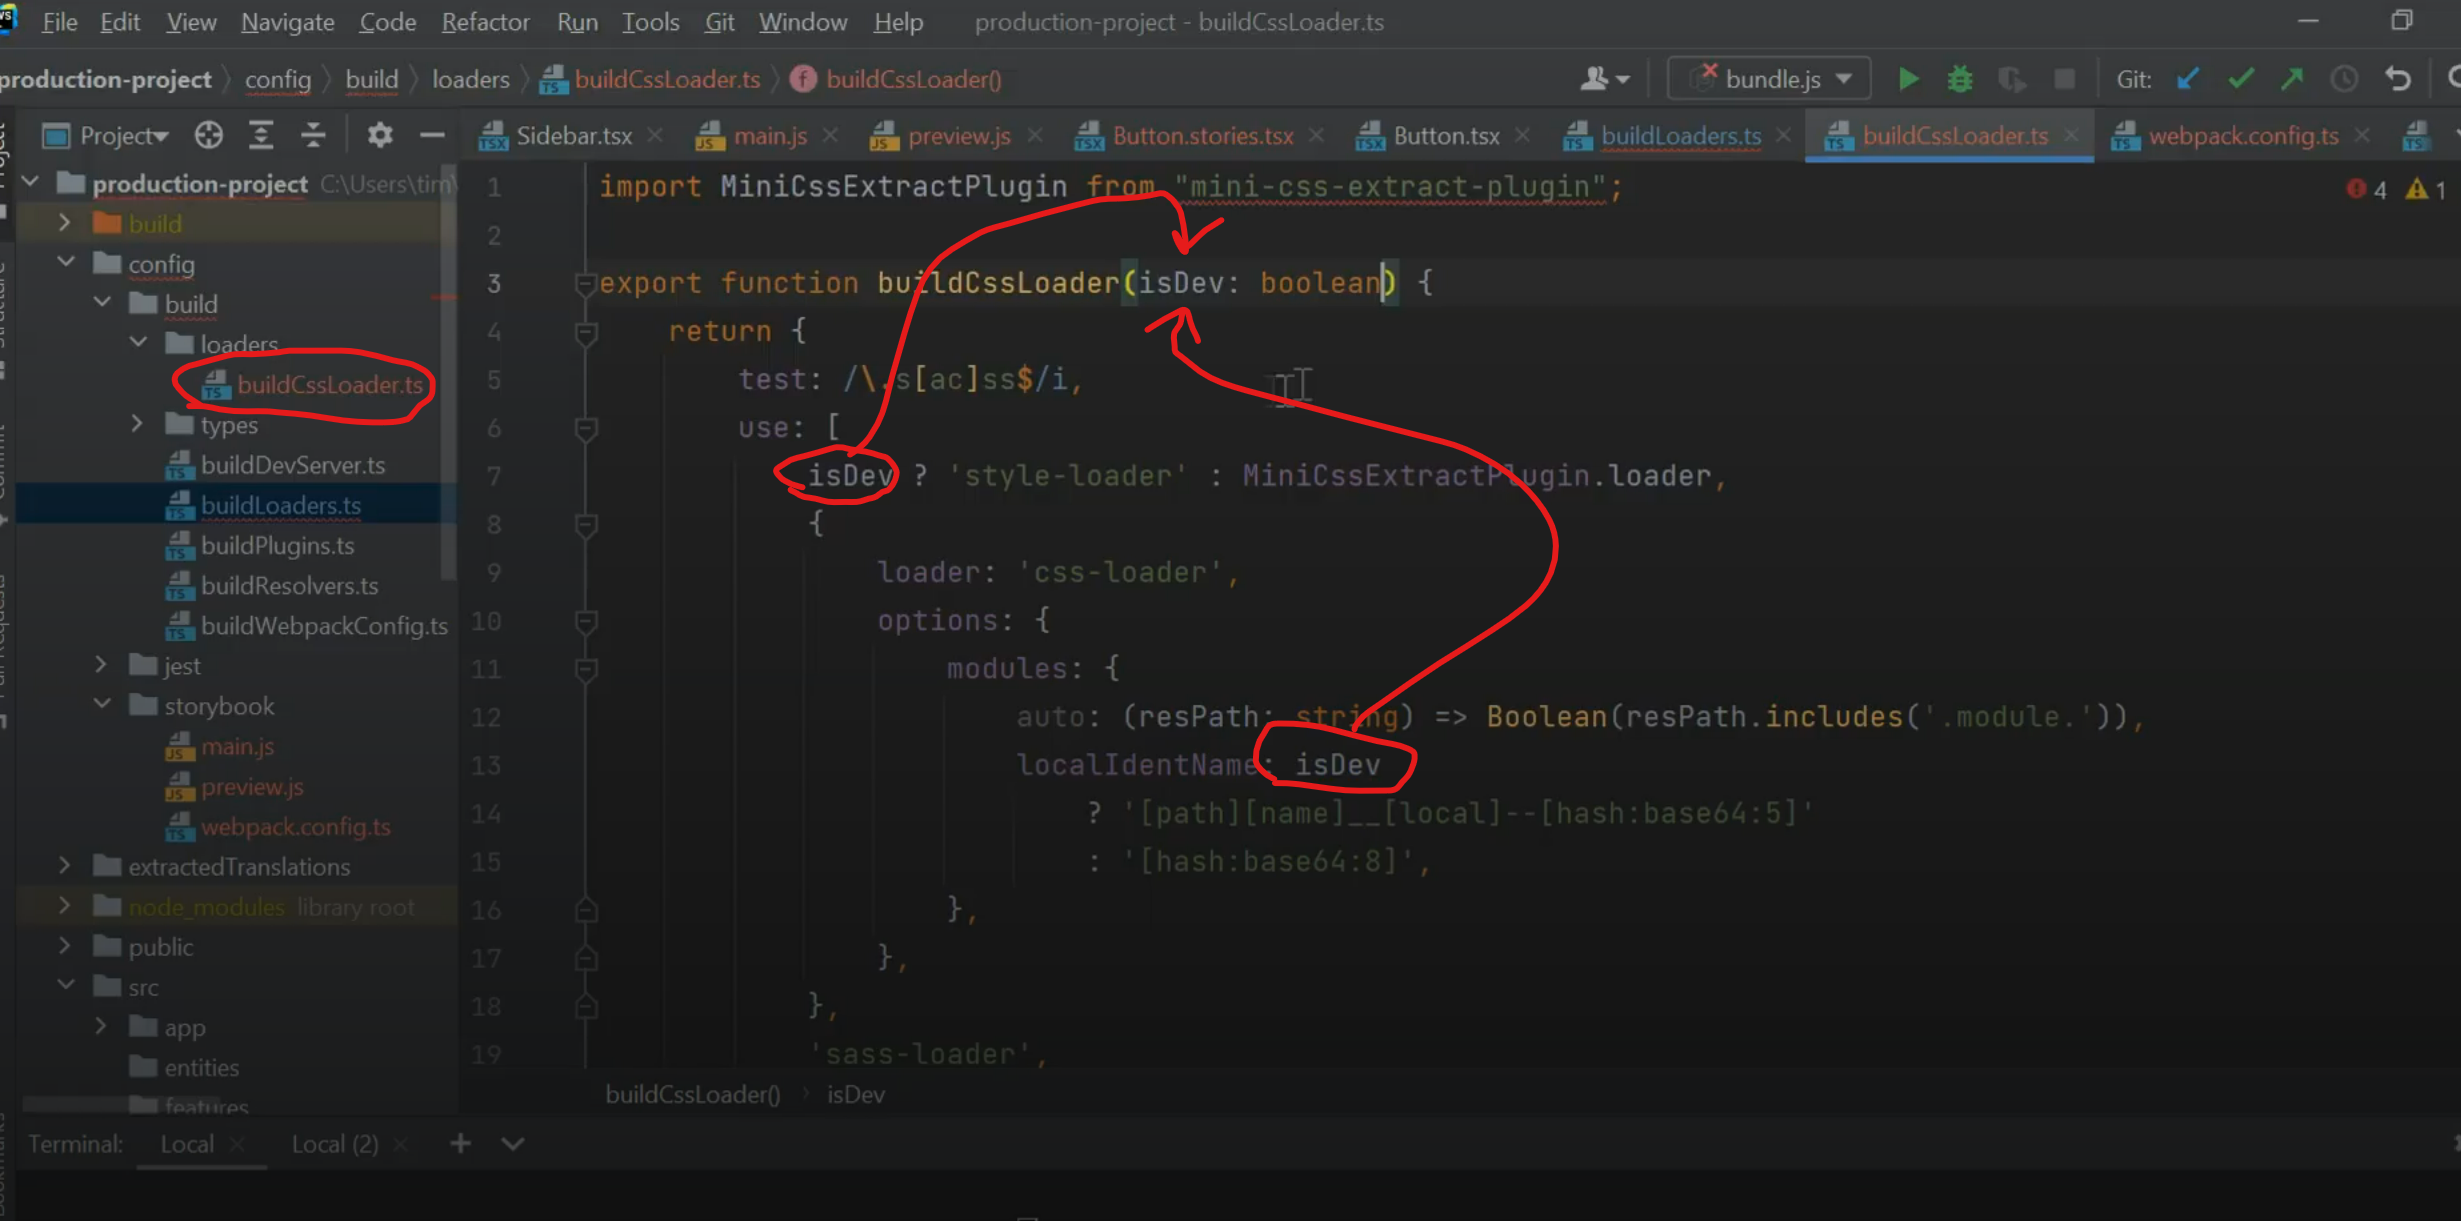 File Edit View Navigate Code Refactor Run Tools Git Window Help production-project - buildCssLoader.ts
production-project config build loaders buildCssLoader.ts buildCssLoader() bundle.js Git:
Project Sidebar.tsx main.js preview.js Button.stories.tsx Button.tsx buildLoaders.ts buildCssLoader.ts webpack.config.ts
production-project C:\Users\tim\
build
config
build
loaders
buildCssLoader.ts
types
buildDevServer.ts
buildLoaders.ts
buildPlugins.ts
buildResolvers.ts
buildWebpackConfig.ts
jest
storybook
main.js
preview.js
webpack.config.ts
extractedTranslations
node_modules library root
public
src
app
entities
features
4 1
1 import MiniCssExtractPlugin from "mini-css-extract-plugin";
2
3 export function buildCssLoader(isDev: boolean) {
4 return {
5 test: /\.s[ac]ss$/i,
6 use: [
7 isDev ? 'style-loader' : MiniCssExtractPlugin.loader,
8 {
9 loader: 'css-loader',
10 options: {
11 modules: {
12 auto: (resPath: string) => Boolean(resPath.includes('.module.')),
13 localIdentName: isDev
14 ? '[path][name]__[local]--[hash:base64:5]'
15 : '[hash:base64:8]',
16 },
17 },
18 },
19 'sass-loader',
buildCssLoader() isDev
Terminal: Local Local (2)